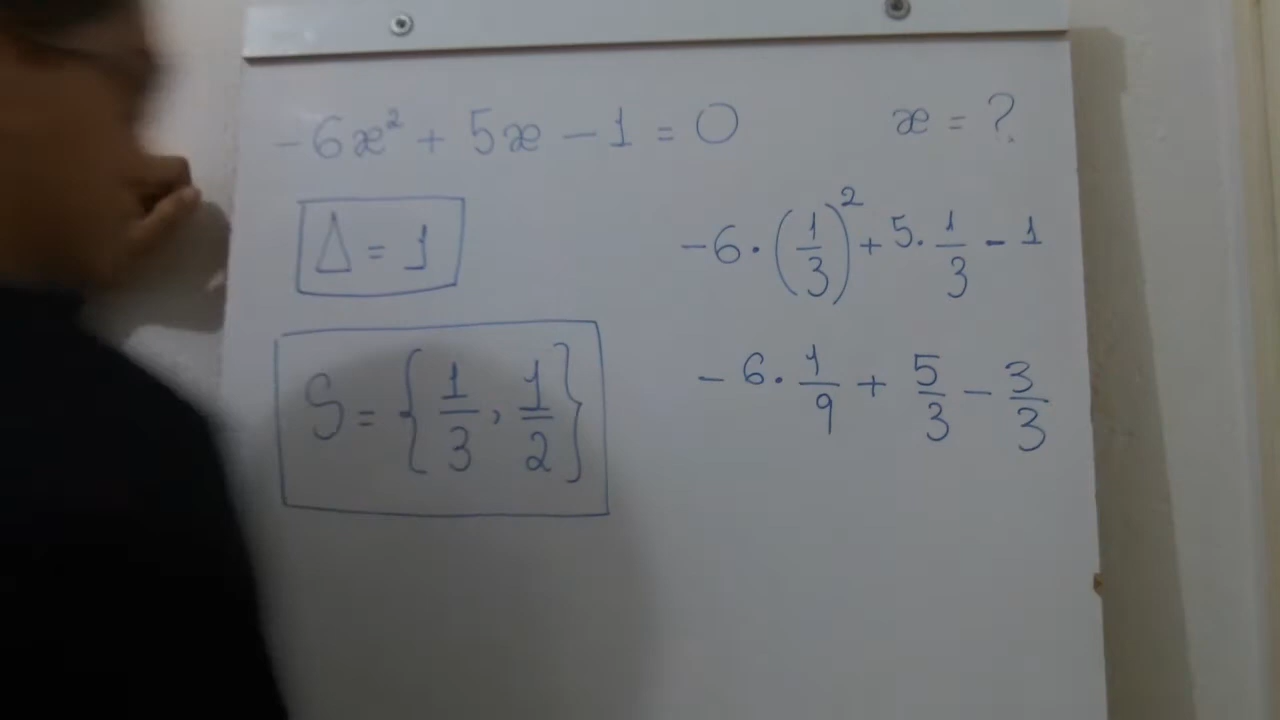 -6x² + 5x - 1 = 0
x = ?
Δ = 1
S = {1/3, 1/2}
-6 · (1/3)² + 5 · 1/3 - 1
-6 · 1/9 + 5/3 - 3/3